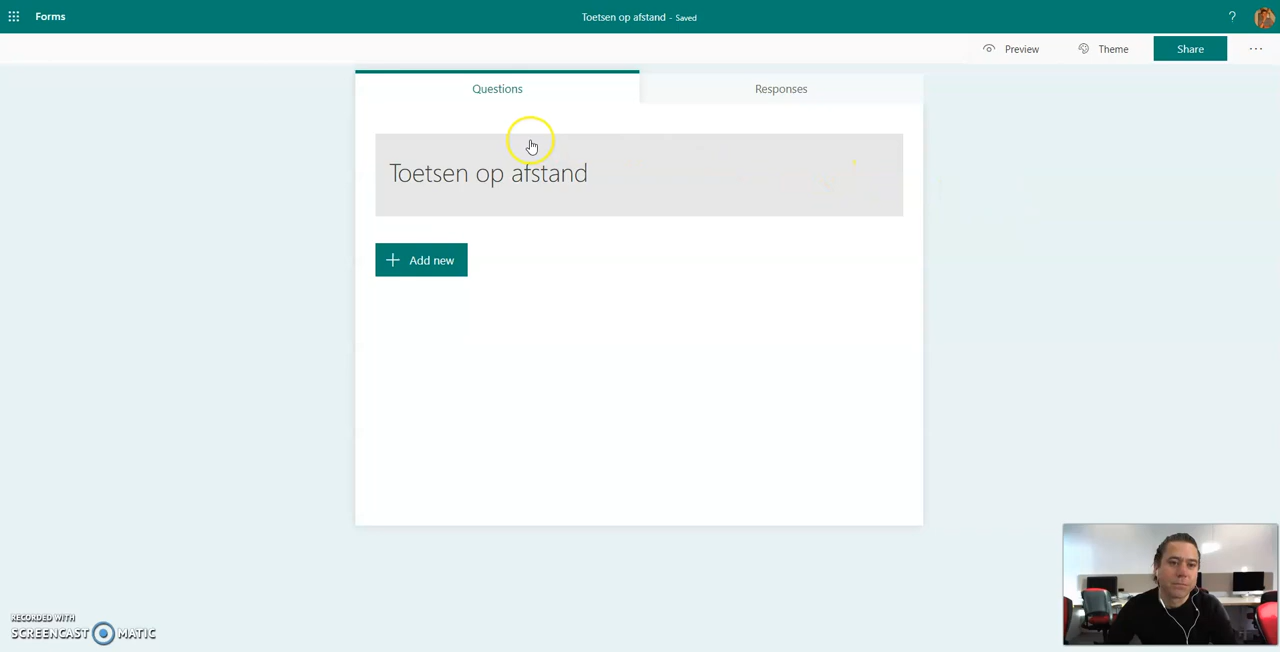 Forms
Toetsen op afstand - Saved
?
Preview
Theme
Share
...
Questions
Responses
Toetsen op afstand
+ Add new
RECORDED WITH
SCREENCAST MATIC